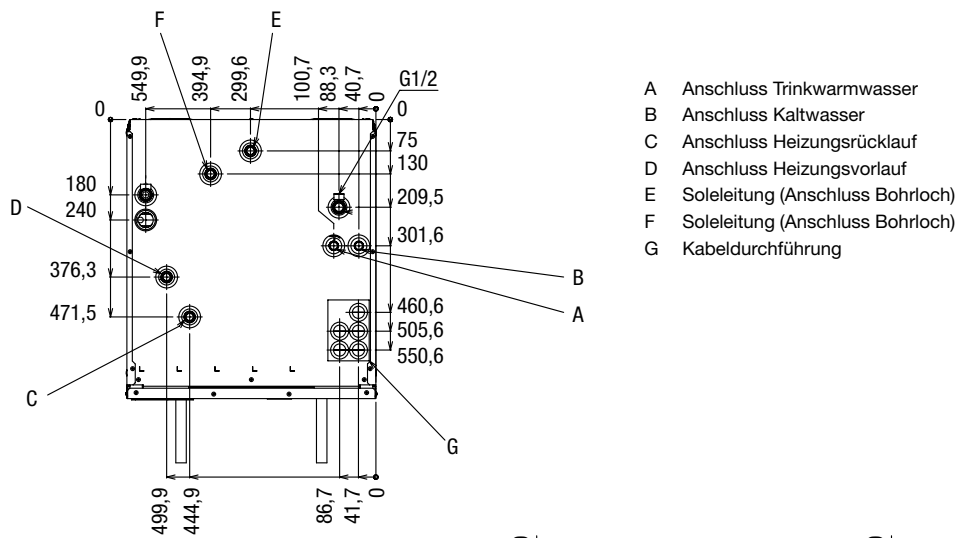 F
E
549,9
394,9
299,6
100,7
88,3
40,7
0
G1/2
0
0
75
130
180
209,5
D
240
301,6
376,3
B
471,5
460,6
A
505,6
550,6
C
G
499,9
444,9
86,7
41,7
0
A Anschluss Trinkwarmwasser
B Anschluss Kaltwasser
C Anschluss Heizungsrücklauf
D Anschluss Heizungsvorlauf
E Soleleitung (Anschluss Bohrloch)
F Soleleitung (Anschluss Bohrloch)
G Kabeldurchführung